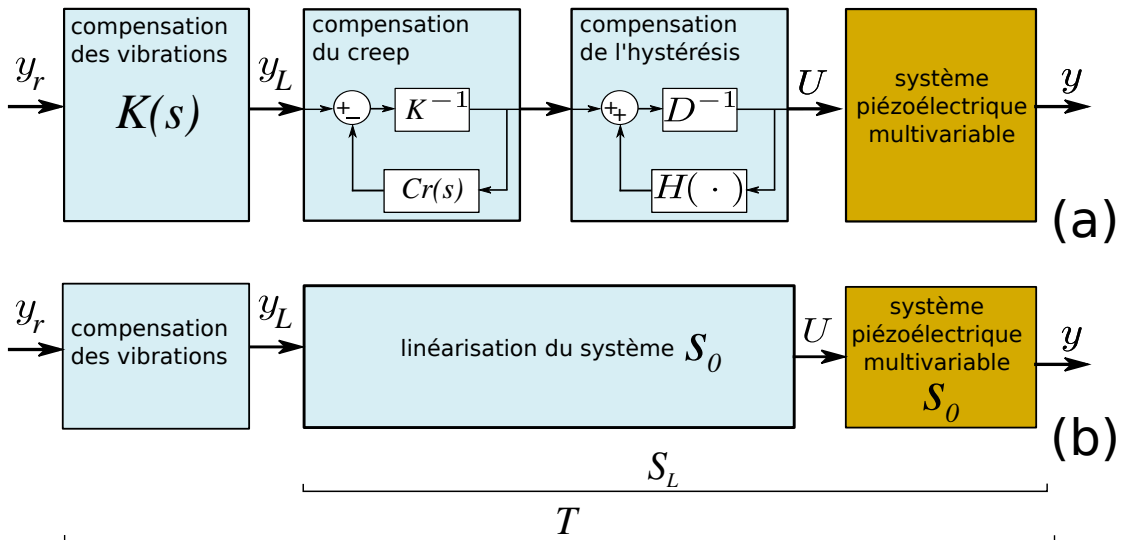 compensation
des vibrations
K(s)
compensation
du creep
K⁻¹
Cr(s)
compensation
de l'hystérésis
D⁻¹
H( · )
système
piézoélectrique
multivariable
y_r
y_L
U
y
+
−
+
+
(a)
y_r
compensation
des vibrations
y_L
linéarisation du système S_0
U
système
piézoélectrique
multivariable
S_0
y
(b)
S_L
T